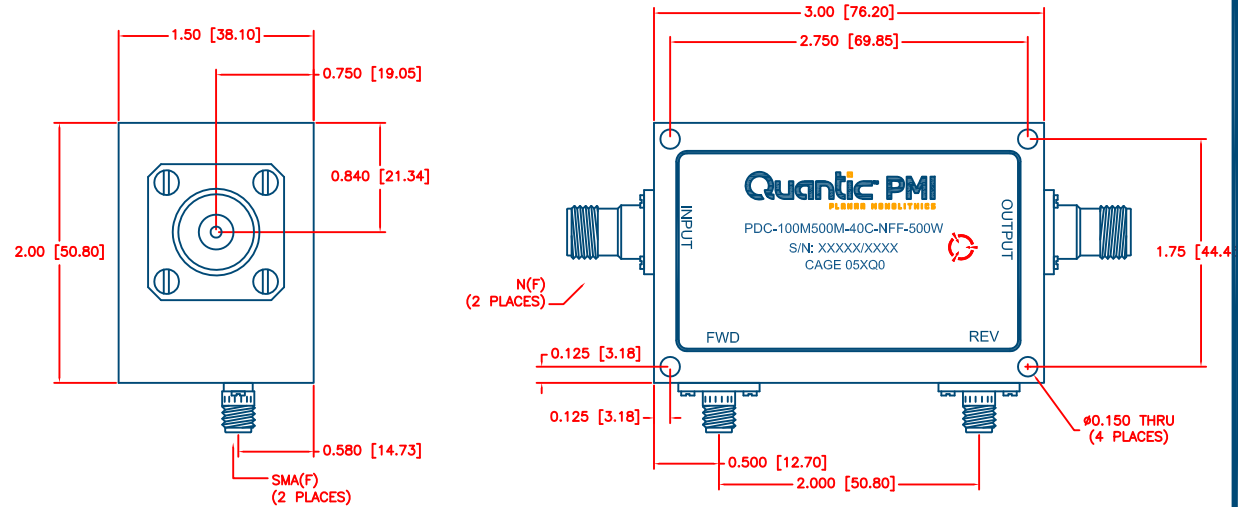 1.50 [38.10]
0.750 [19.05]
0.840 [21.34]
2.00 [50.80]
0.580 [14.73]
SMA(F)
(2 PLACES)
3.00 [76.20]
2.750 [69.85]
Quantic PMI
PLANAR MONOLITHICS
INPUT
OUTPUT
PDC-100M500M-40C-NFF-500W
S/N: XXXXX/XXXX
CAGE 05XQ0
1.75 [44.4
N(F)
(2 PLACES)
FWD
REV
0.125 [3.18]
0.125 [3.18]
0.500 [12.70]
2.000 [50.80]
ø0.150 THRU
(4 PLACES)